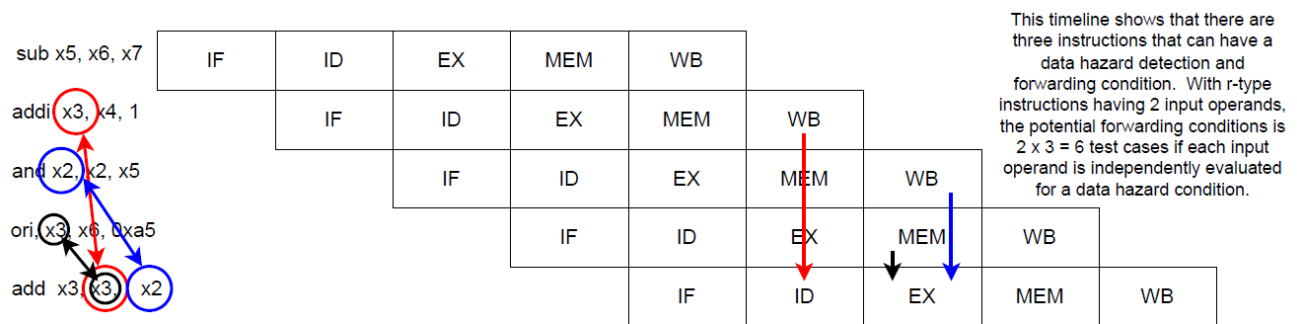 sub x5, x6, x7 IF ID EX MEM WB
addi x3, x4, 1 IF ID EX MEM WB
and x2, x2, x5 IF ID EX MEM WB
ori, x3, x6, 0xa5 IF ID EX MEM WB
add x3, x3, x2 IF ID EX MEM WB
This timeline shows that there are
three instructions that can have a
data hazard detection and
forwarding condition. With r-type
instructions having 2 input operands,
the potential forwarding conditions is
2 x 3 = 6 test cases if each input
operand is independently evaluated
for a data hazard condition.